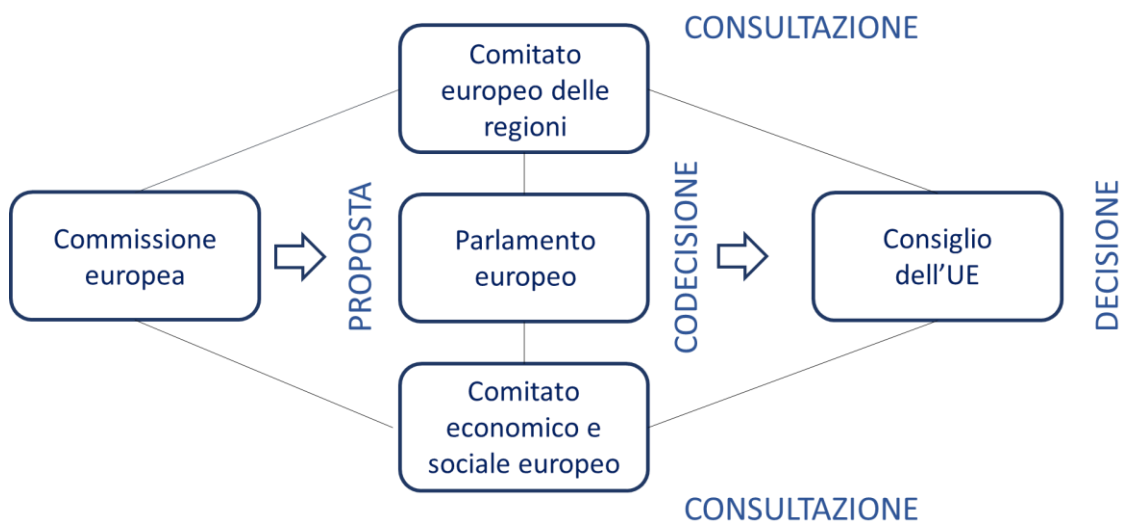 CONSULTAZIONE
Comitato
europeo delle
regioni
Commissione
europea
PROPOSTA
Parlamento
europeo
CODECISIONE
Consiglio
dell'UE
DECISIONE
Comitato
economico e
sociale europeo
CONSULTAZIONE